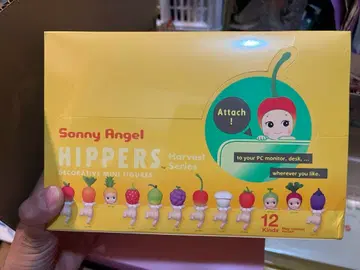 Attach
!
Sonny Angel
HIPPERS Harvest
Series
DECORATIVE MINI FIGURES
to your PC monitor, desk, ...
wherever you like.
12
Kinds